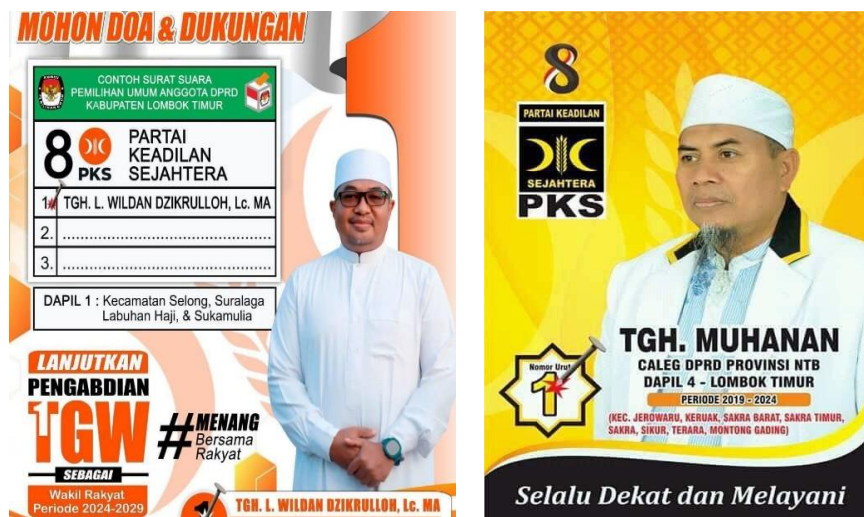 MOHON DOA & DUKUNGAN
CONTOH SURAT SUARA
PEMILIHAN UMUM ANGGOTA DPRD
KABUPATEN LOMBOK TIMUR
8 PKS
PARTAI
KEADILAN
SEJAHTERA
1. TGH. L. WILDAN DZIKRULLOH, Lc. MA
2. ..........................................
3. ..........................................
DAPIL 1 : Kecamatan Selong, Suralaga
Labuhan Haji, & Sukamulia
LANJUTKAN
PENGABDIAN
TGW
SEBAGAI
Wakil Rakyat
Periode 2024-2029
#MENANG
Bersama
Rakyat
1
TGH. L. WILDAN DZIKRULLOH, Lc. MA
8
PARTAI KEADILAN
SEJAHTERA
PKS
TGH. MUHANAN
CALEG DPRD PROVINSI NTB
DAPIL 4 - LOMBOK TIMUR
PERIODE 2019 - 2024
(KEC. JEROWARU, KERUAK, SAKRA BARAT, SAKRA TIMUR,
SAKRA, SIKUR, TERARA, MONTONG GADING)
Nomor Urut
1
Selalu Dekat dan Melayani